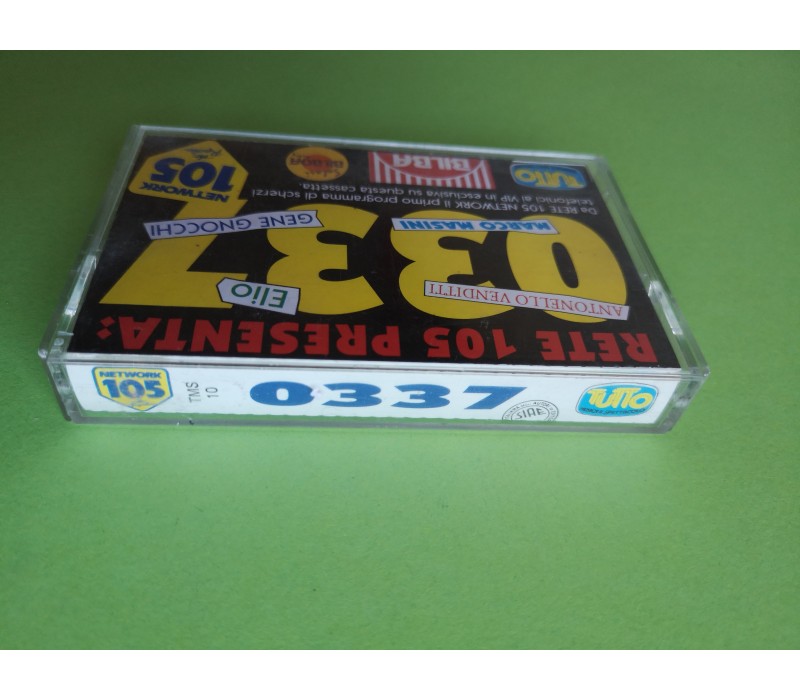 RETE 105 PRESENTA:
ANTONELLO VENDITTI
Elio
0337
MARCO MASINI
GENE GNOCCHI
Da RETE 105 NETWORK il primo programma di scherzi
telefonici ai VIP in esclusiva su questa cassetta.
TUTTO
BILBA
NETWORK
105
NETWORK
105
TMS
10
0337
SIAE
TUTTO